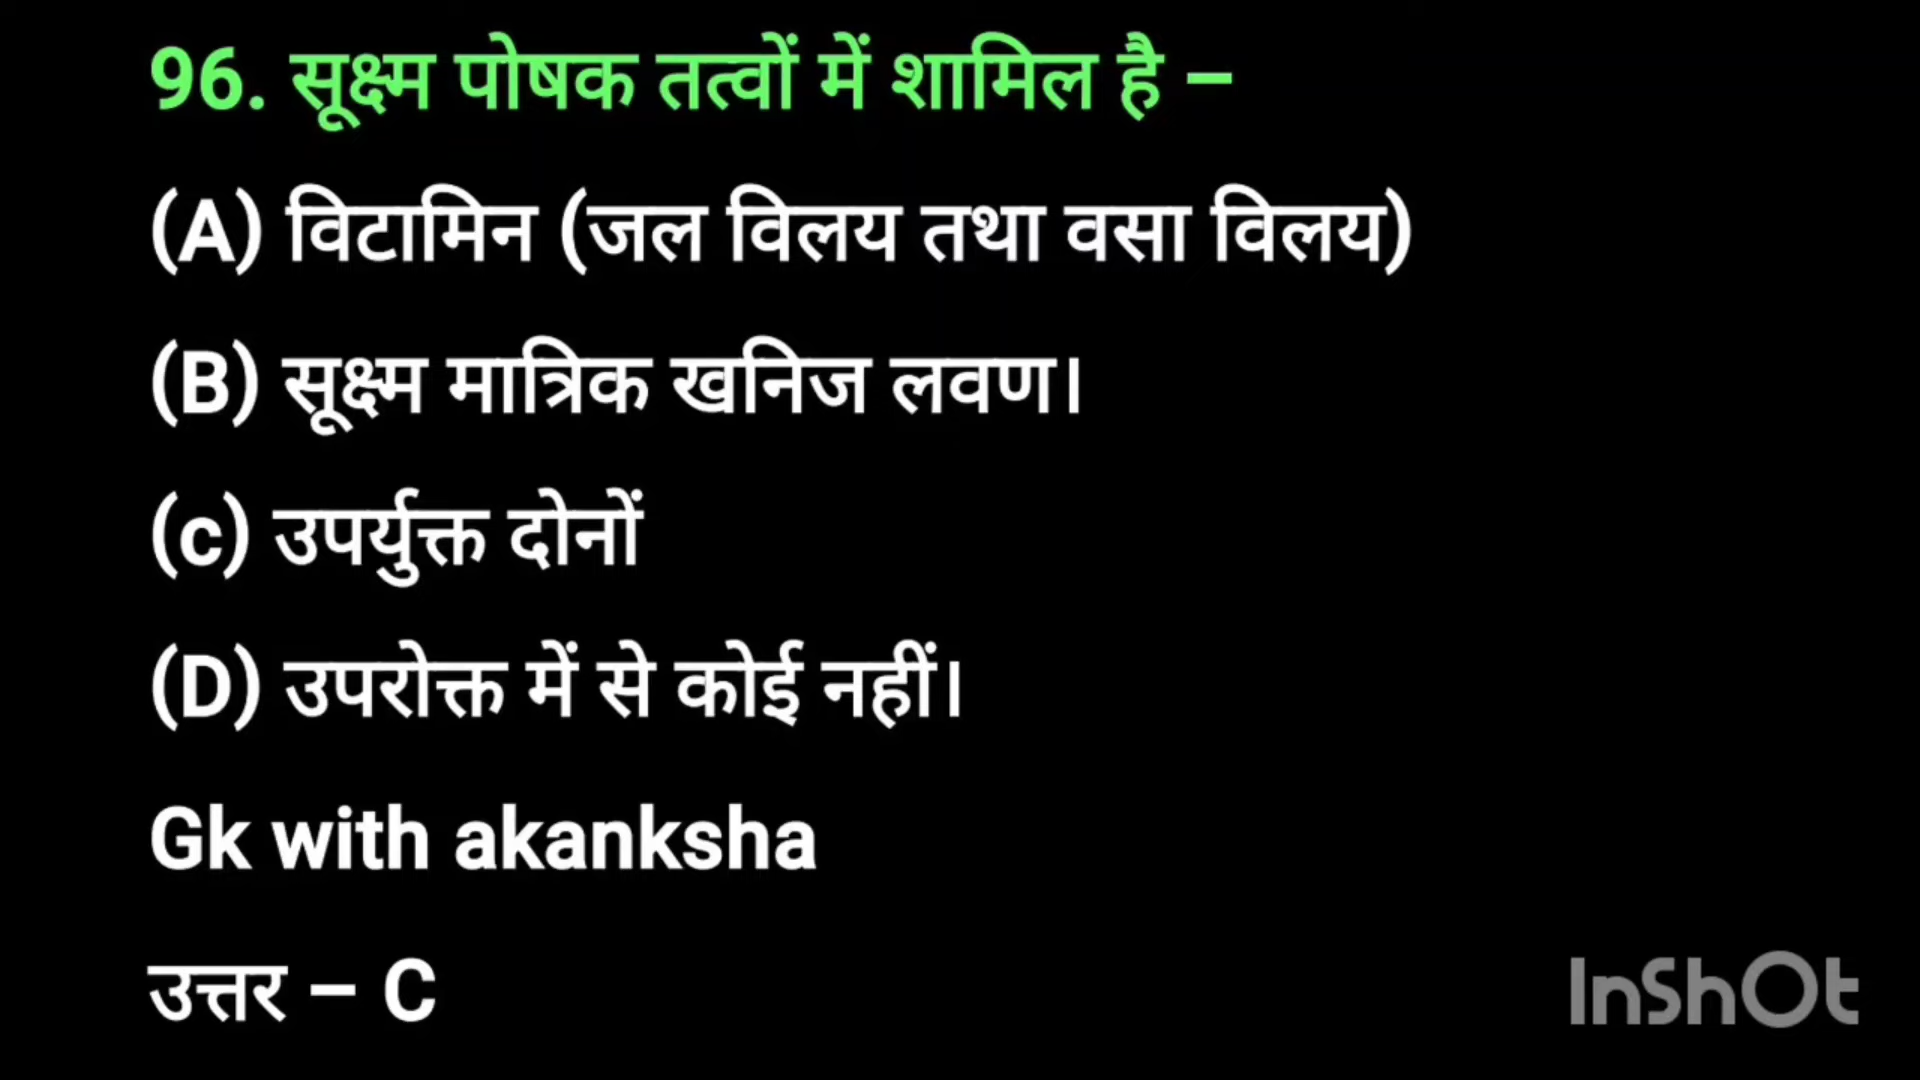 96. सूक्ष्म पोषक तत्वों में शामिल है –
(A) विटामिन (जल विलय तथा वसा विलय)
(B) सूक्ष्म मात्रिक खनिज लवण।
(c) उपर्युक्त दोनों
(D) उपरोक्त में से कोई नहीं।
Gk with akanksha
उत्तर – C
InShOt